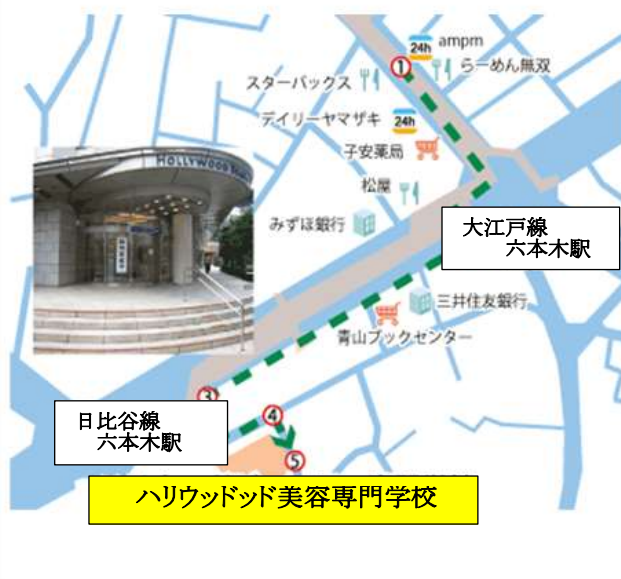 ampm
24h
①
らーめん無双
スターバックス
デイリーヤマザキ
24h
子安薬局
松屋
みずほ銀行
HOLLYWOOD
大江戸線
六本木駅
三井住友銀行
青山ブックセンター
③
日比谷線
六本木駅
④
⑤
ハリウッドッド美容専門学校